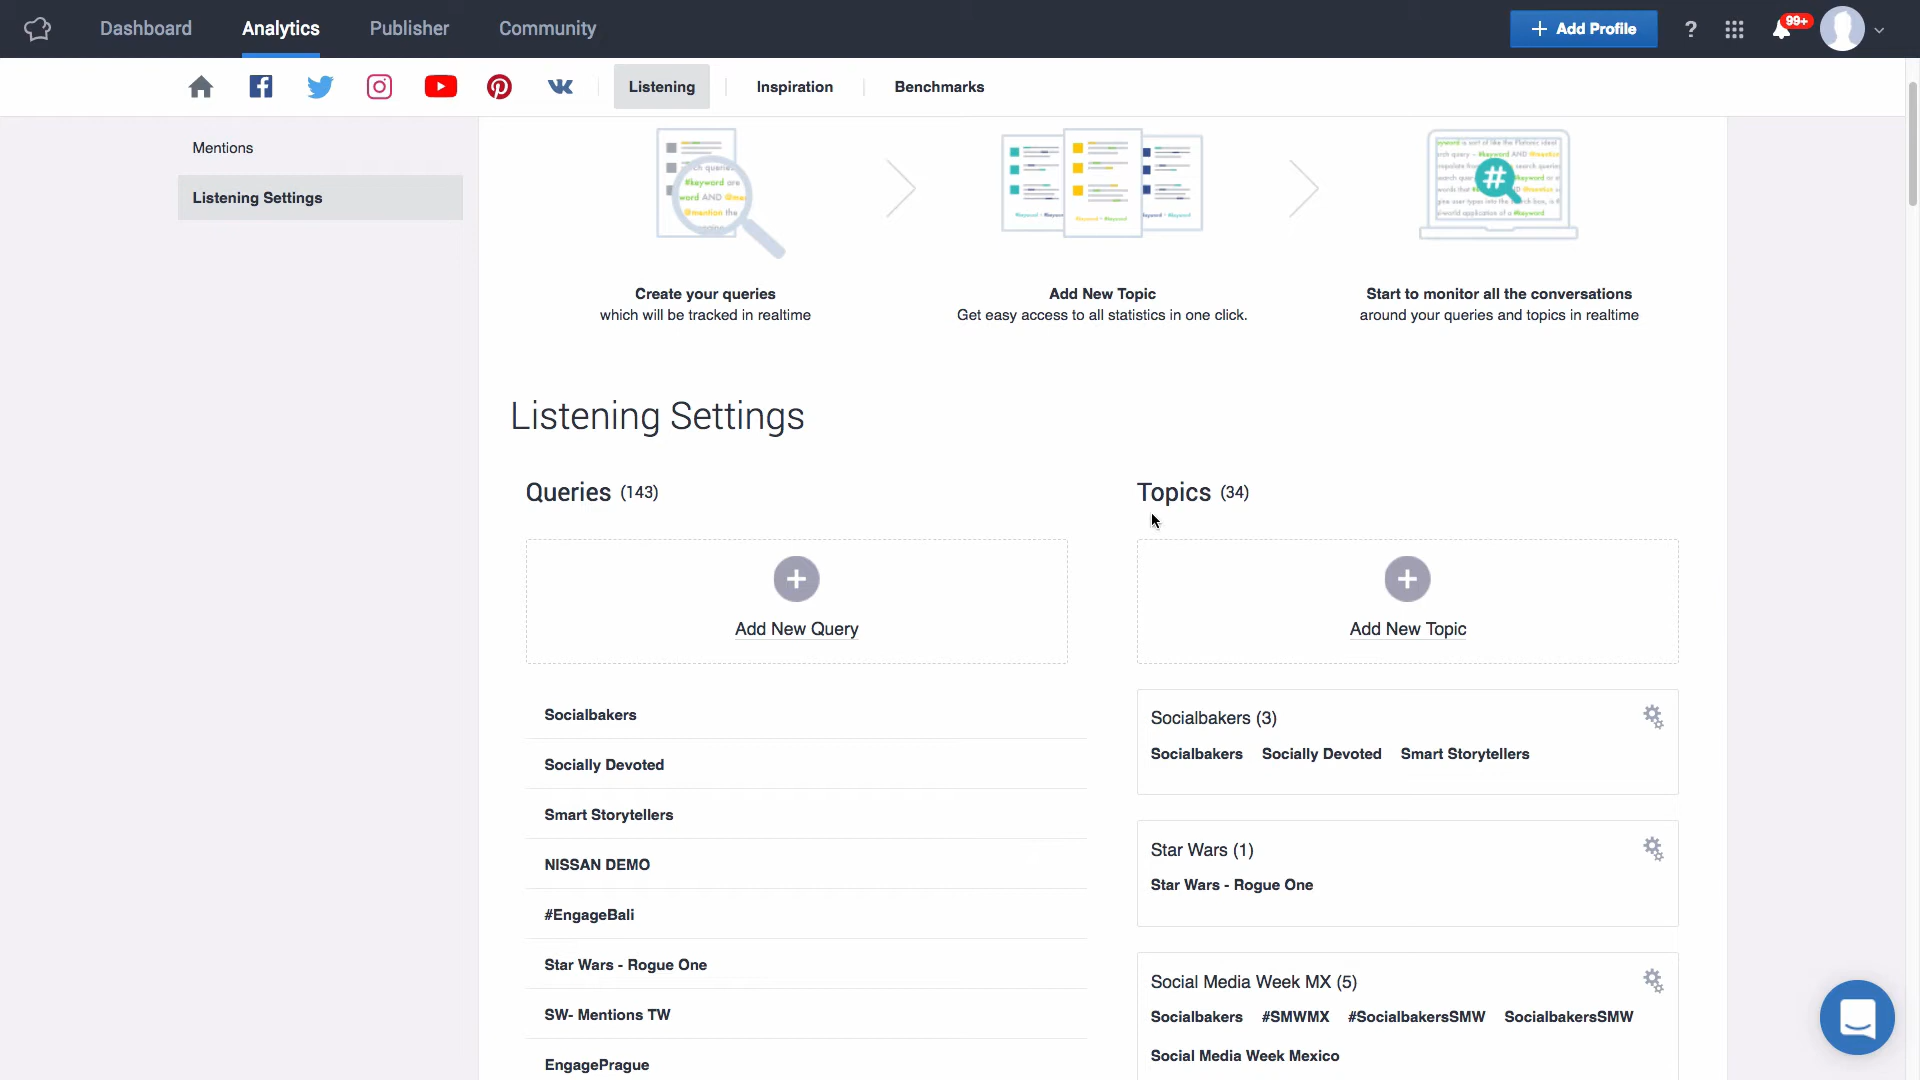 Dashboard Analytics Publisher Community + Add Profile ? 99+
Listening Inspiration Benchmarks
Mentions
Listening Settings
Create your queries
which will be tracked in realtime
Add New Topic
Get easy access to all statistics in one click.
Start to monitor all the conversations
around your queries and topics in realtime
Listening Settings
Queries (143)
Topics (34)
Add New Query
Add New Topic
Socialbakers
Socially Devoted
Smart Storytellers
NISSAN DEMO
#EngageBali
Star Wars - Rogue One
SW- Mentions TW
EngagePrague
Socialbakers (3)
Socialbakers Socially Devoted Smart Storytellers
Star Wars (1)
Star Wars - Rogue One
Social Media Week MX (5)
Socialbakers #SMWMX #SocialbakersSMW SocialbakersSMW
Social Media Week Mexico